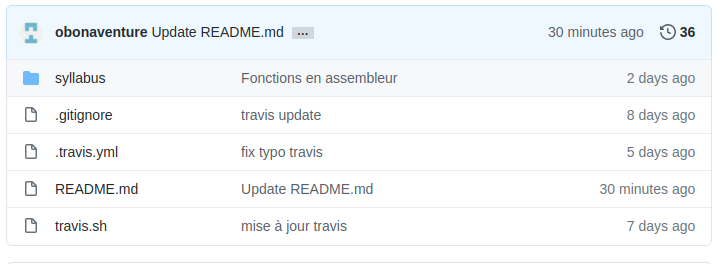 obonaventure Update README.md ... 30 minutes ago 36
syllabus Fonctions en assembleur 2 days ago
.gitignore travis update 8 days ago
.travis.yml fix typo travis 5 days ago
README.md Update README.md 30 minutes ago
travis.sh mise à jour travis 7 days ago